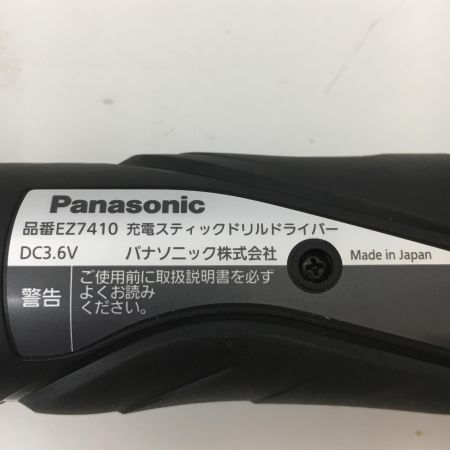 Panasonic
品番EZ7410 充電スティックドリルドライバー
DC3.6V パナソニック株式会社 Made in Japan
警告 ご使用前に取扱説明書を必ず
よくお読み
ください。